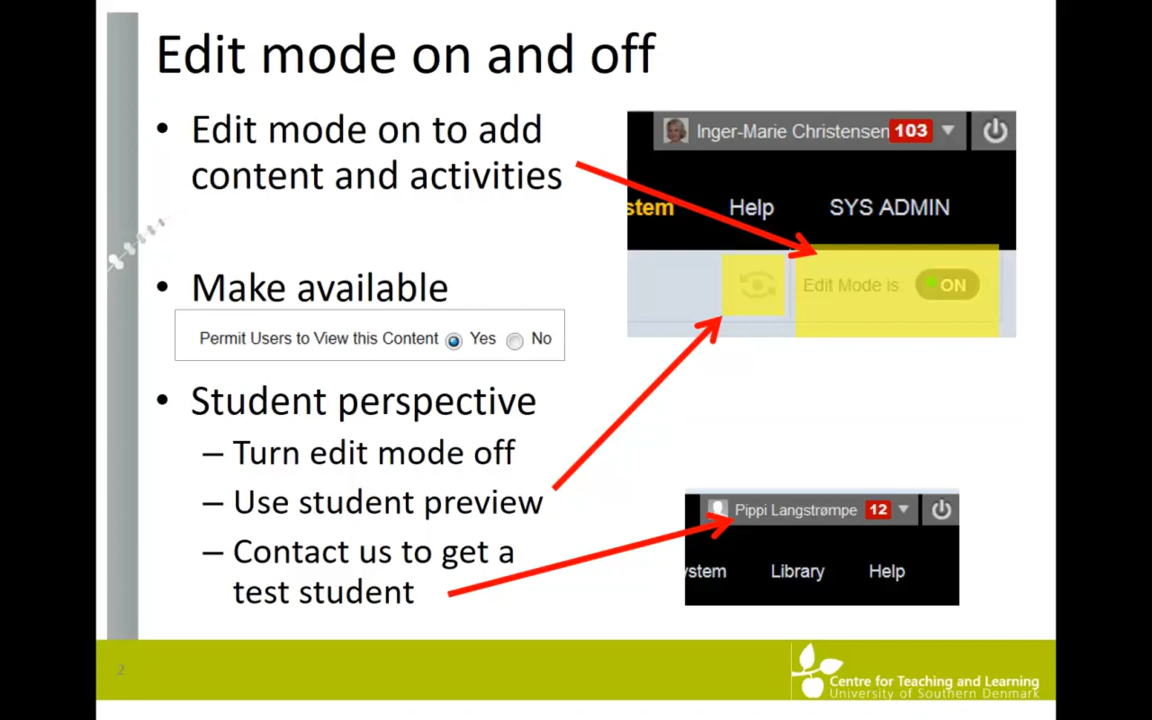 Edit mode on and off
• Edit mode on to add
content and activities
• Make available
Permit Users to View this Content Yes No
• Student perspective
– Turn edit mode off
– Use student preview
– Contact us to get a
test student
Inger-Marie Christensen 103
stem Help SYS ADMIN
Edit Mode is: ON
Pippi Langstrømpe 12
ystem Library Help
2
Centre for Teaching and Learning
University of Southern Denmark